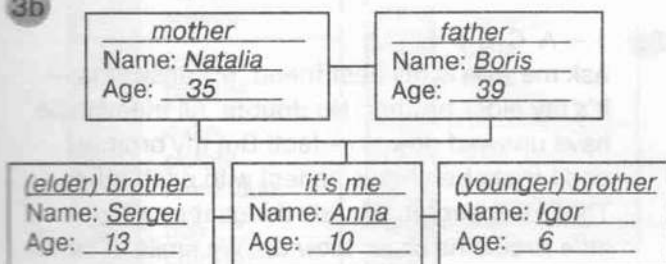 3b
mother
Name: Natalia
Age: 35
father
Name: Boris
Age: 39
(elder) brother
Name: Sergei
Age: 13
it's me
Name: Anna
Age: 10
(younger) brother
Name: Igor
Age: 6